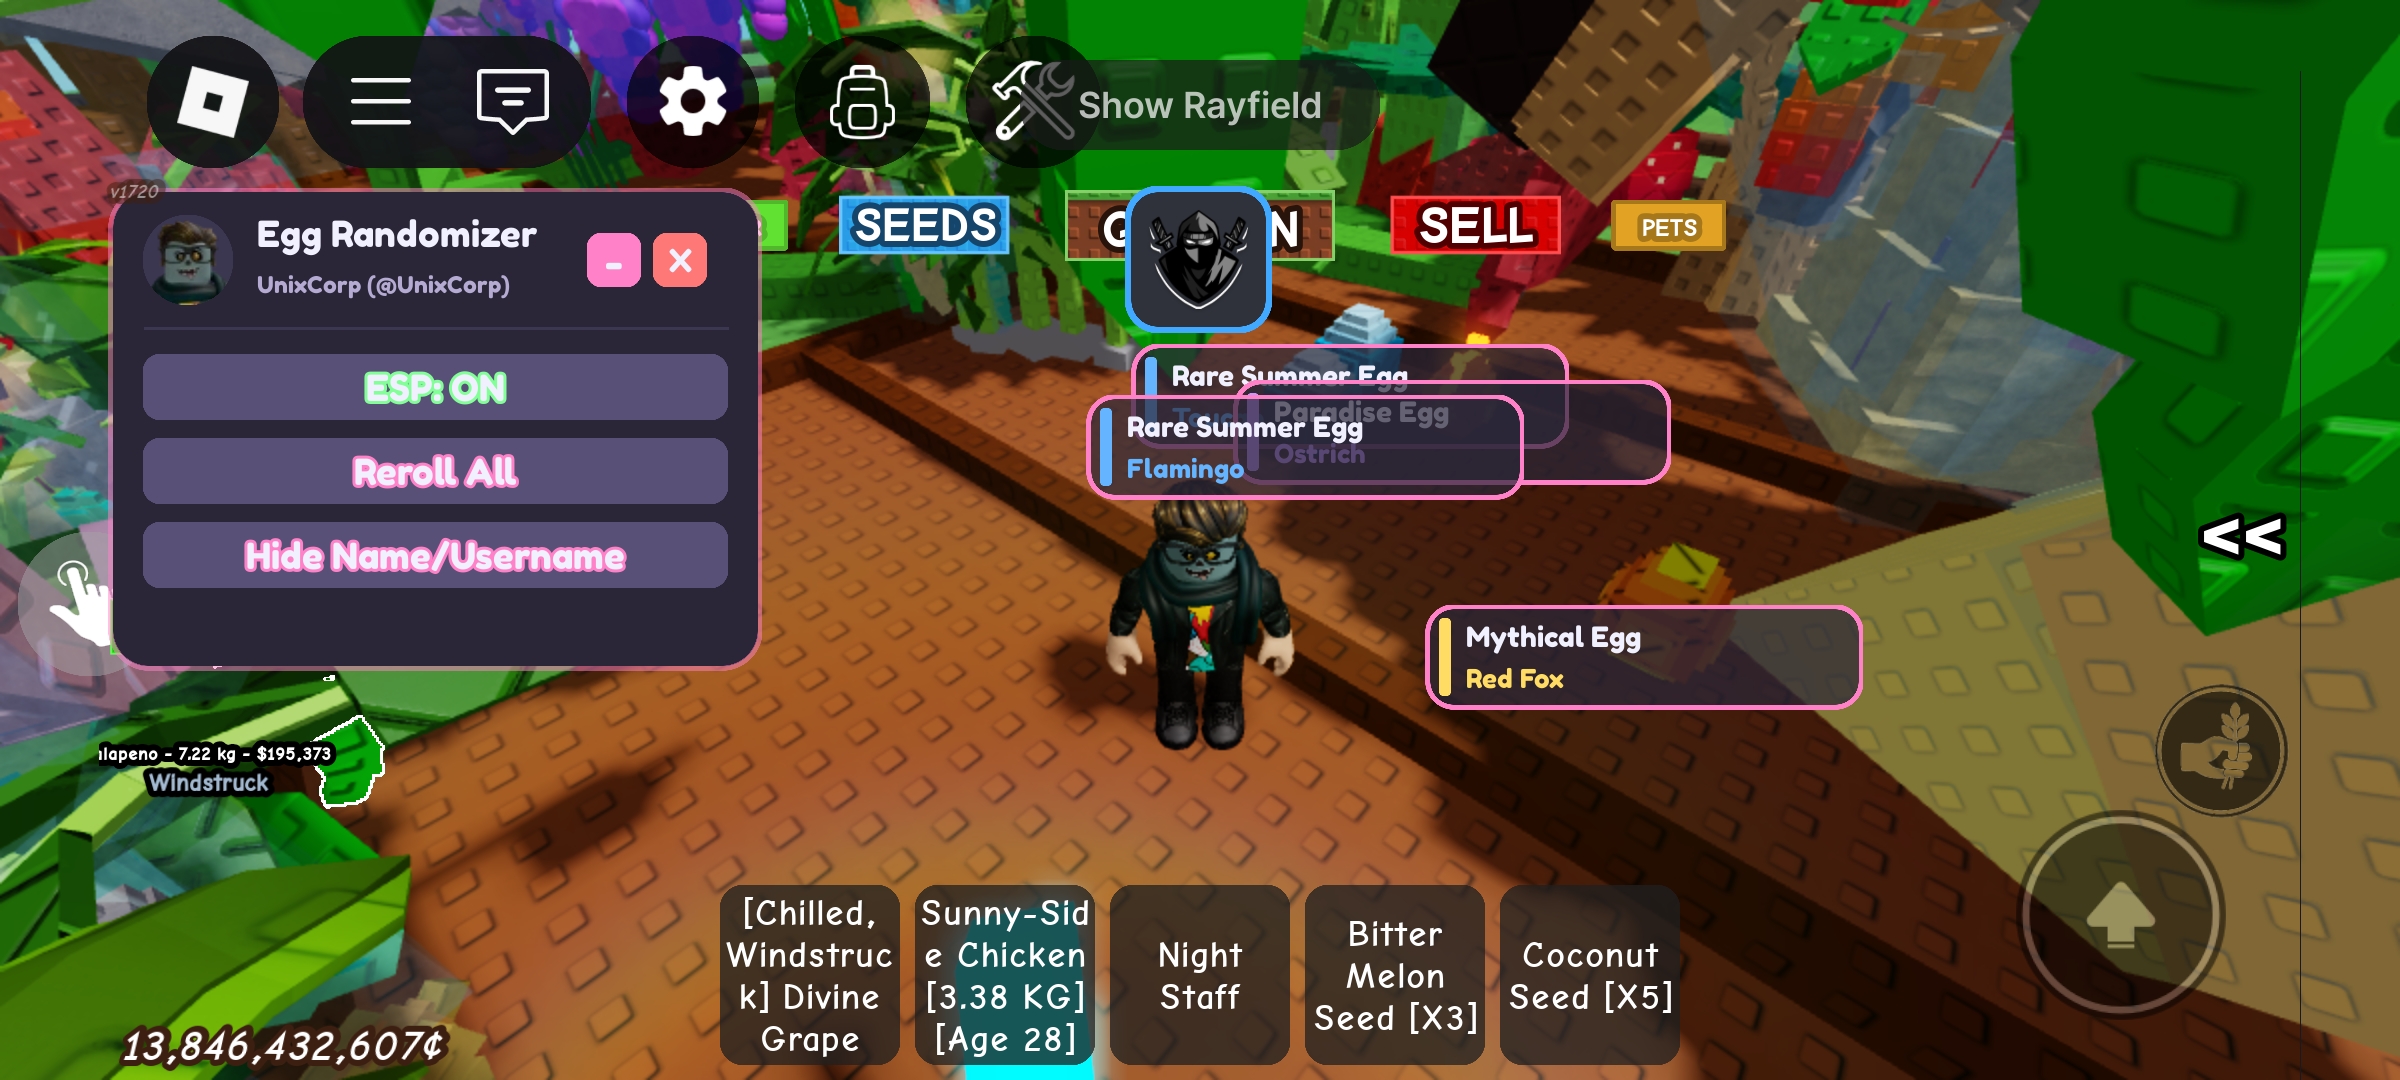 Show Rayfield
v1720
Egg Randomizer
UnixCorp (@UnixCorp)
-
X
ESP: ON
Reroll All
Hide Name/Username
SEEDS
SELL
PETS
Rare Summer Egg
Paradise Egg
Ostrich
Rare Summer Egg
Flamingo
<<
Mythical Egg
Red Fox
lapeno - 7.22 kg - $195,373
Windstruck
[Chilled,
Windstruc
k] Divine
Grape
Sunny-Sid
e Chicken
[3.38 KG]
[Age 28]
Night
Staff
Bitter
Melon
Seed [X3]
Coconut
Seed [X5]
13,846,432,607¢